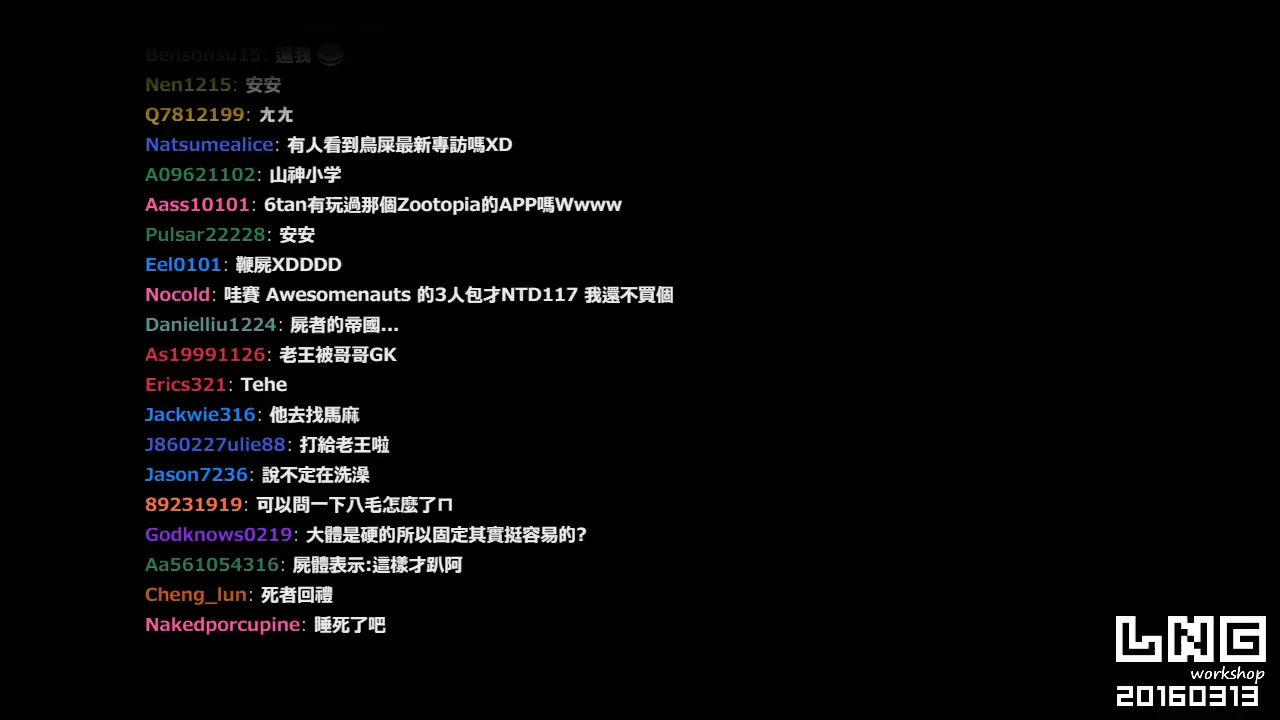 Bensonsu15: 還我
Nen1215: 安安
Q7812199: ㄤㄤ
Natsumealice: 有人看到鳥屎最新專訪嗎XD
A09621102: 山神小学
Aass10101: 6tan有玩過那個Zootopia的APP嗎Wwww
Pulsar22228: 安安
Eel0101: 鞭屍XDDDD
Nocold: 哇賽 Awesomenauts 的3人包才NTD117 我還不買個
Danielliu1224: 屍者的帝國...
As19991126: 老王被哥哥GK
Erics321: Tehe
Jackwie316: 他去找馬麻
J860227ulie88: 打給老王啦
Jason7236: 說不定在洗澡
89231919: 可以問一下八毛怎麼了ㄇ
Godknows0219: 大體是硬的所以固定其實挺容易的?
Aa561054316: 屍體表示:這樣才趴阿
Cheng_lun: 死者回禮
Nakedporcupine: 睡死了吧
LNG
workshop
20160313